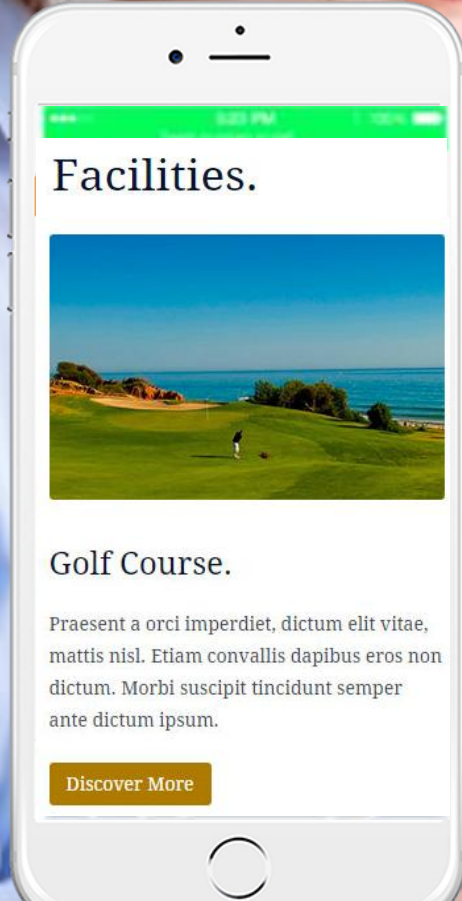 Facilities.
Golf Course.
Praesent a orci imperdiet, dictum elit vitae,
mattis nisl. Etiam convallis dapibus eros non
dictum. Morbi suscipit tincidunt semper
ante dictum ipsum.
Discover More